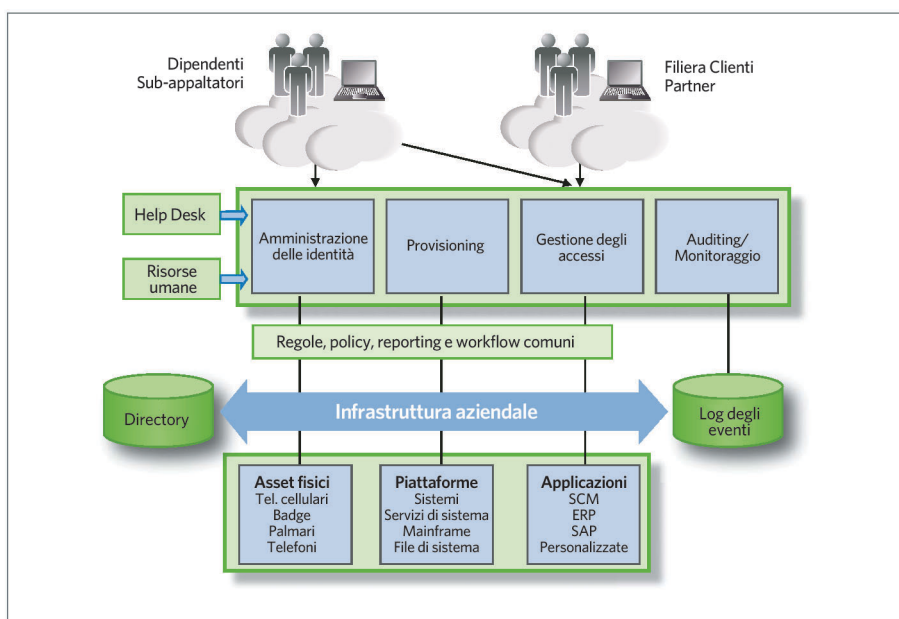 Dipendenti
Sub-appaltatori
Filiera Clienti
Partner
Help Desk
Risorse
umane
Amministrazione
delle identità
Provisioning
Gestione degli
accessi
Auditing/
Monitoraggio
Regole, policy, reporting e workflow comuni
Directory
Infrastruttura aziendale
Log degli
eventi
Asset fisici
Tel. cellulari
Badge
Palmari
Telefoni
Piattaforme
Sistemi
Servizi di sistema
Mainframe
File di sistema
Applicazioni
SCM
ERP
SAP
Personalizzate